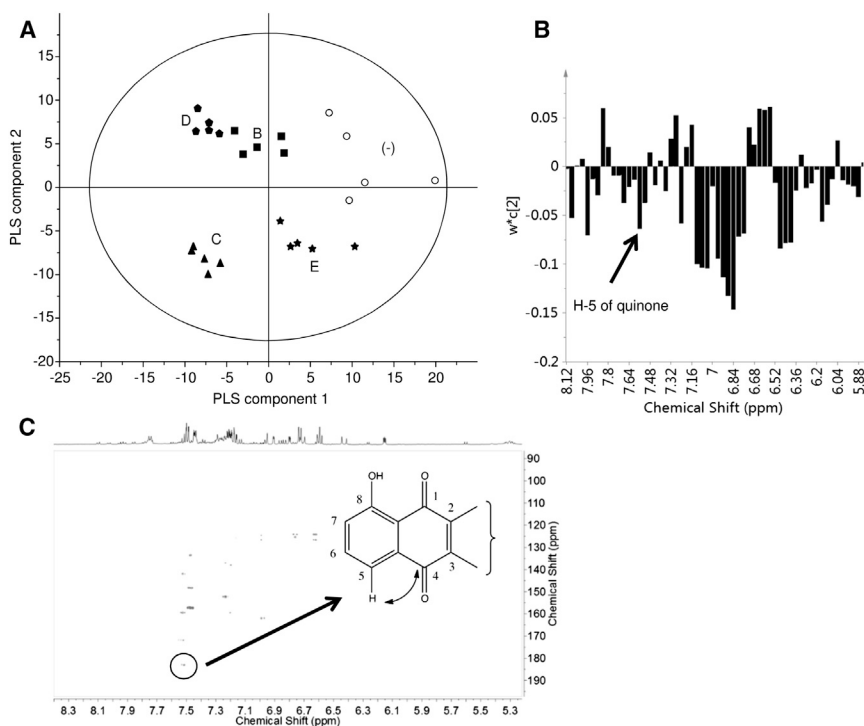 A
PLS component 2
15
10
5
0
-5
-10
-15
-20
-25 -20 -15 -10 -5 0 5 10 15 20 25
PLS component 1
D
B
(-)
C
E
B
w*c[2]
0.05
0
-0.05
-0.1
-0.15
-0.2
H-5 of quinone
8.12 7.96 7.8 7.64 7.48 7.32 7.16 7 6.84 6.68 6.52 6.36 6.2 6.04 5.88
Chemical Shift (ppm)
C
OH
O
8
1
7
2
6
3
5
4
H
O
90
100
110
120
130
140
150
160
170
180
190
Chemical Shift (ppm)
8.3 8.1 7.9 7.7 7.5 7.3 7.1 6.9 6.7 6.5 6.3 6.1 5.9 5.7 5.5 5.3
Chemical Shift (ppm)